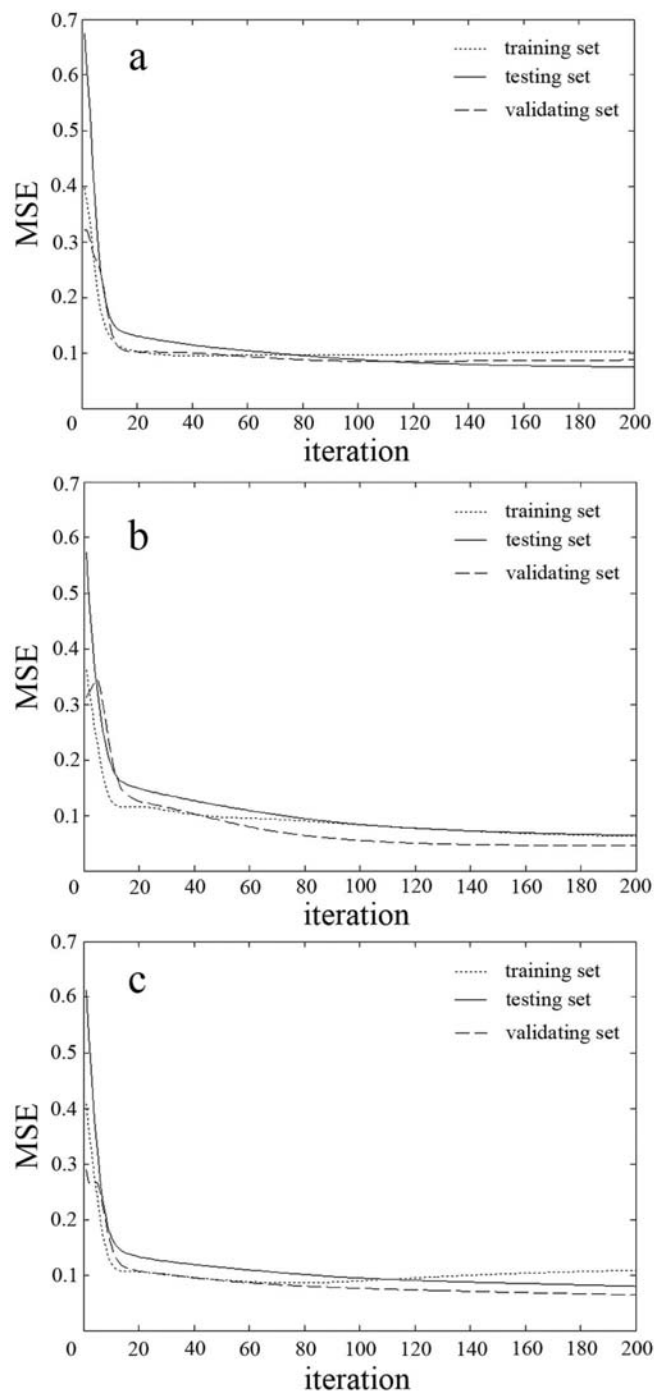 0.7
a
training set
0.6
testing set
validating set
0.5
0.4
MSE
0.3
0.2
0.1
0 20 40 60 80 100 120 140 160 180 200
iteration
0.7
b
training set
0.6
testing set
validating set
0.5
0.4
MSE
0.3
0.2
0.1
0 20 40 60 80 100 120 140 160 180 200
iteration
0.7
c
training set
0.6
testing set
validating set
0.5
0.4
MSE
0.3
0.2
0.1
0 20 40 60 80 100 120 140 160 180 200
iteration